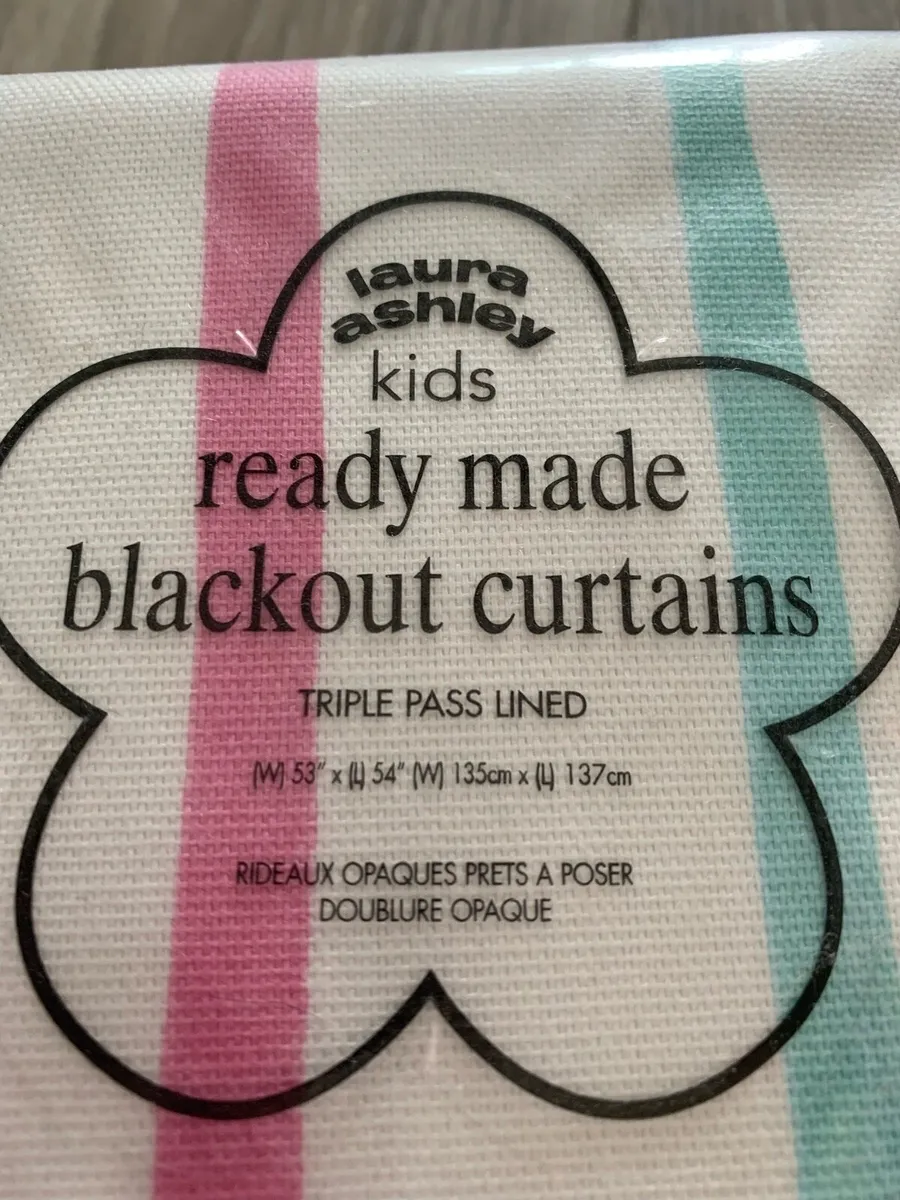 laura
ashley
kids
ready made
blackout curtains
TRIPLE PASS LINED
(W) 53" x (L) 54" (W) 135cm x (L) 137cm
RIDEAUX OPAQUES PRETS A POSER
DOUBLURE OPAQUE